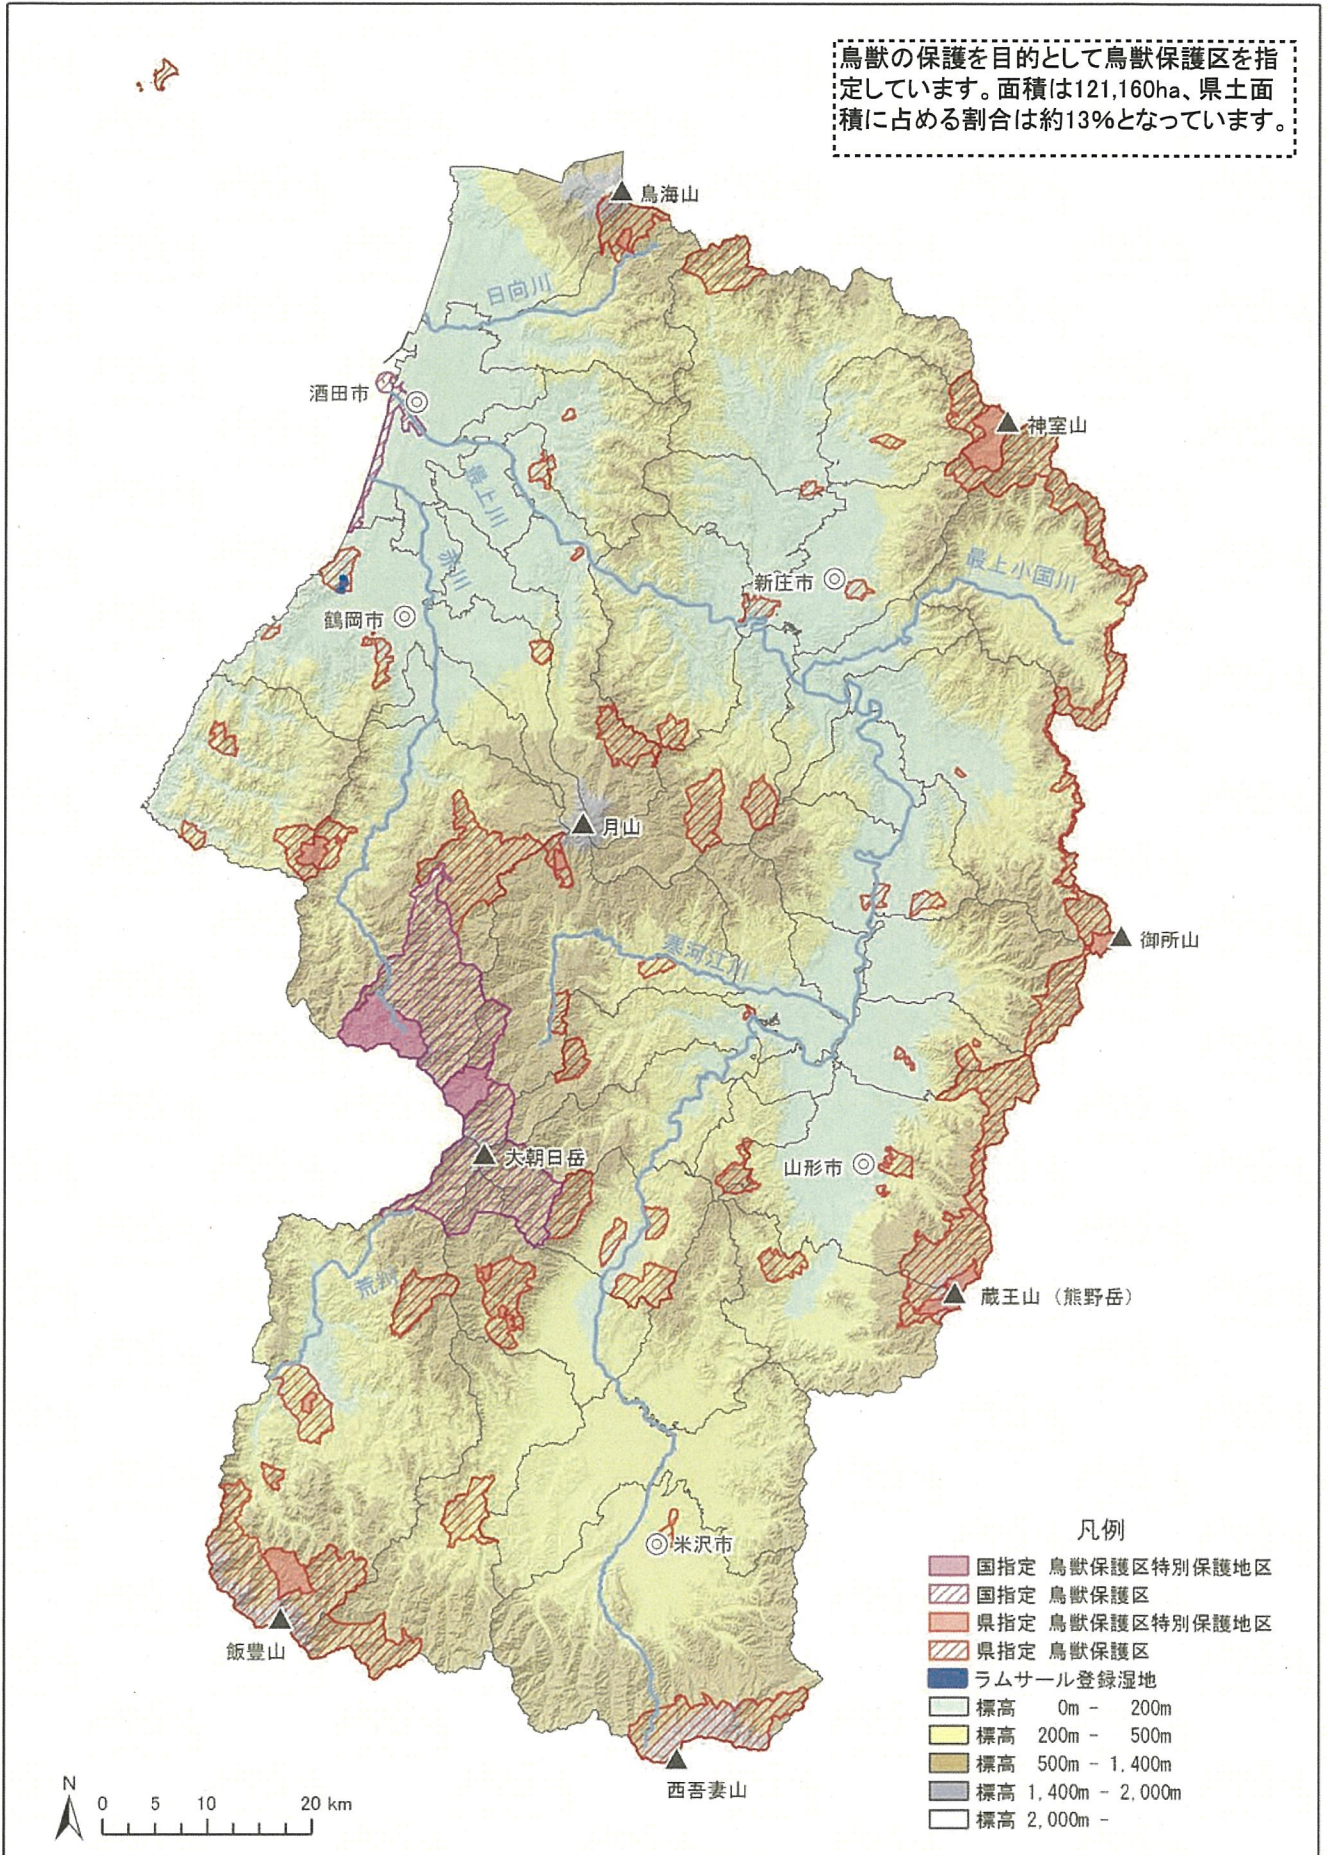 鳥獣の保護を目的として鳥獣保護区を指
定しています。面積は121,160ha、県土面
積に占める割合は約13%となっています。
鳥海山
日向川
酒田市
神室山
最上川
赤川
最上小国川
新庄市
鶴岡市
月山
御所山
寒河江川
大朝日岳
山形市
荒川
蔵王山（熊野岳）
米沢市
飯豊山
西吾妻山
凡例
国指定 鳥獣保護区特別保護地区
国指定 鳥獣保護区
県指定 鳥獣保護区特別保護地区
県指定 鳥獣保護区
ラムサール登録湿地
標高 0m - 200m
標高 200m - 500m
標高 500m - 1,400m
標高 1,400m - 2,000m
標高 2,000m -
N
0 5 10 20 km